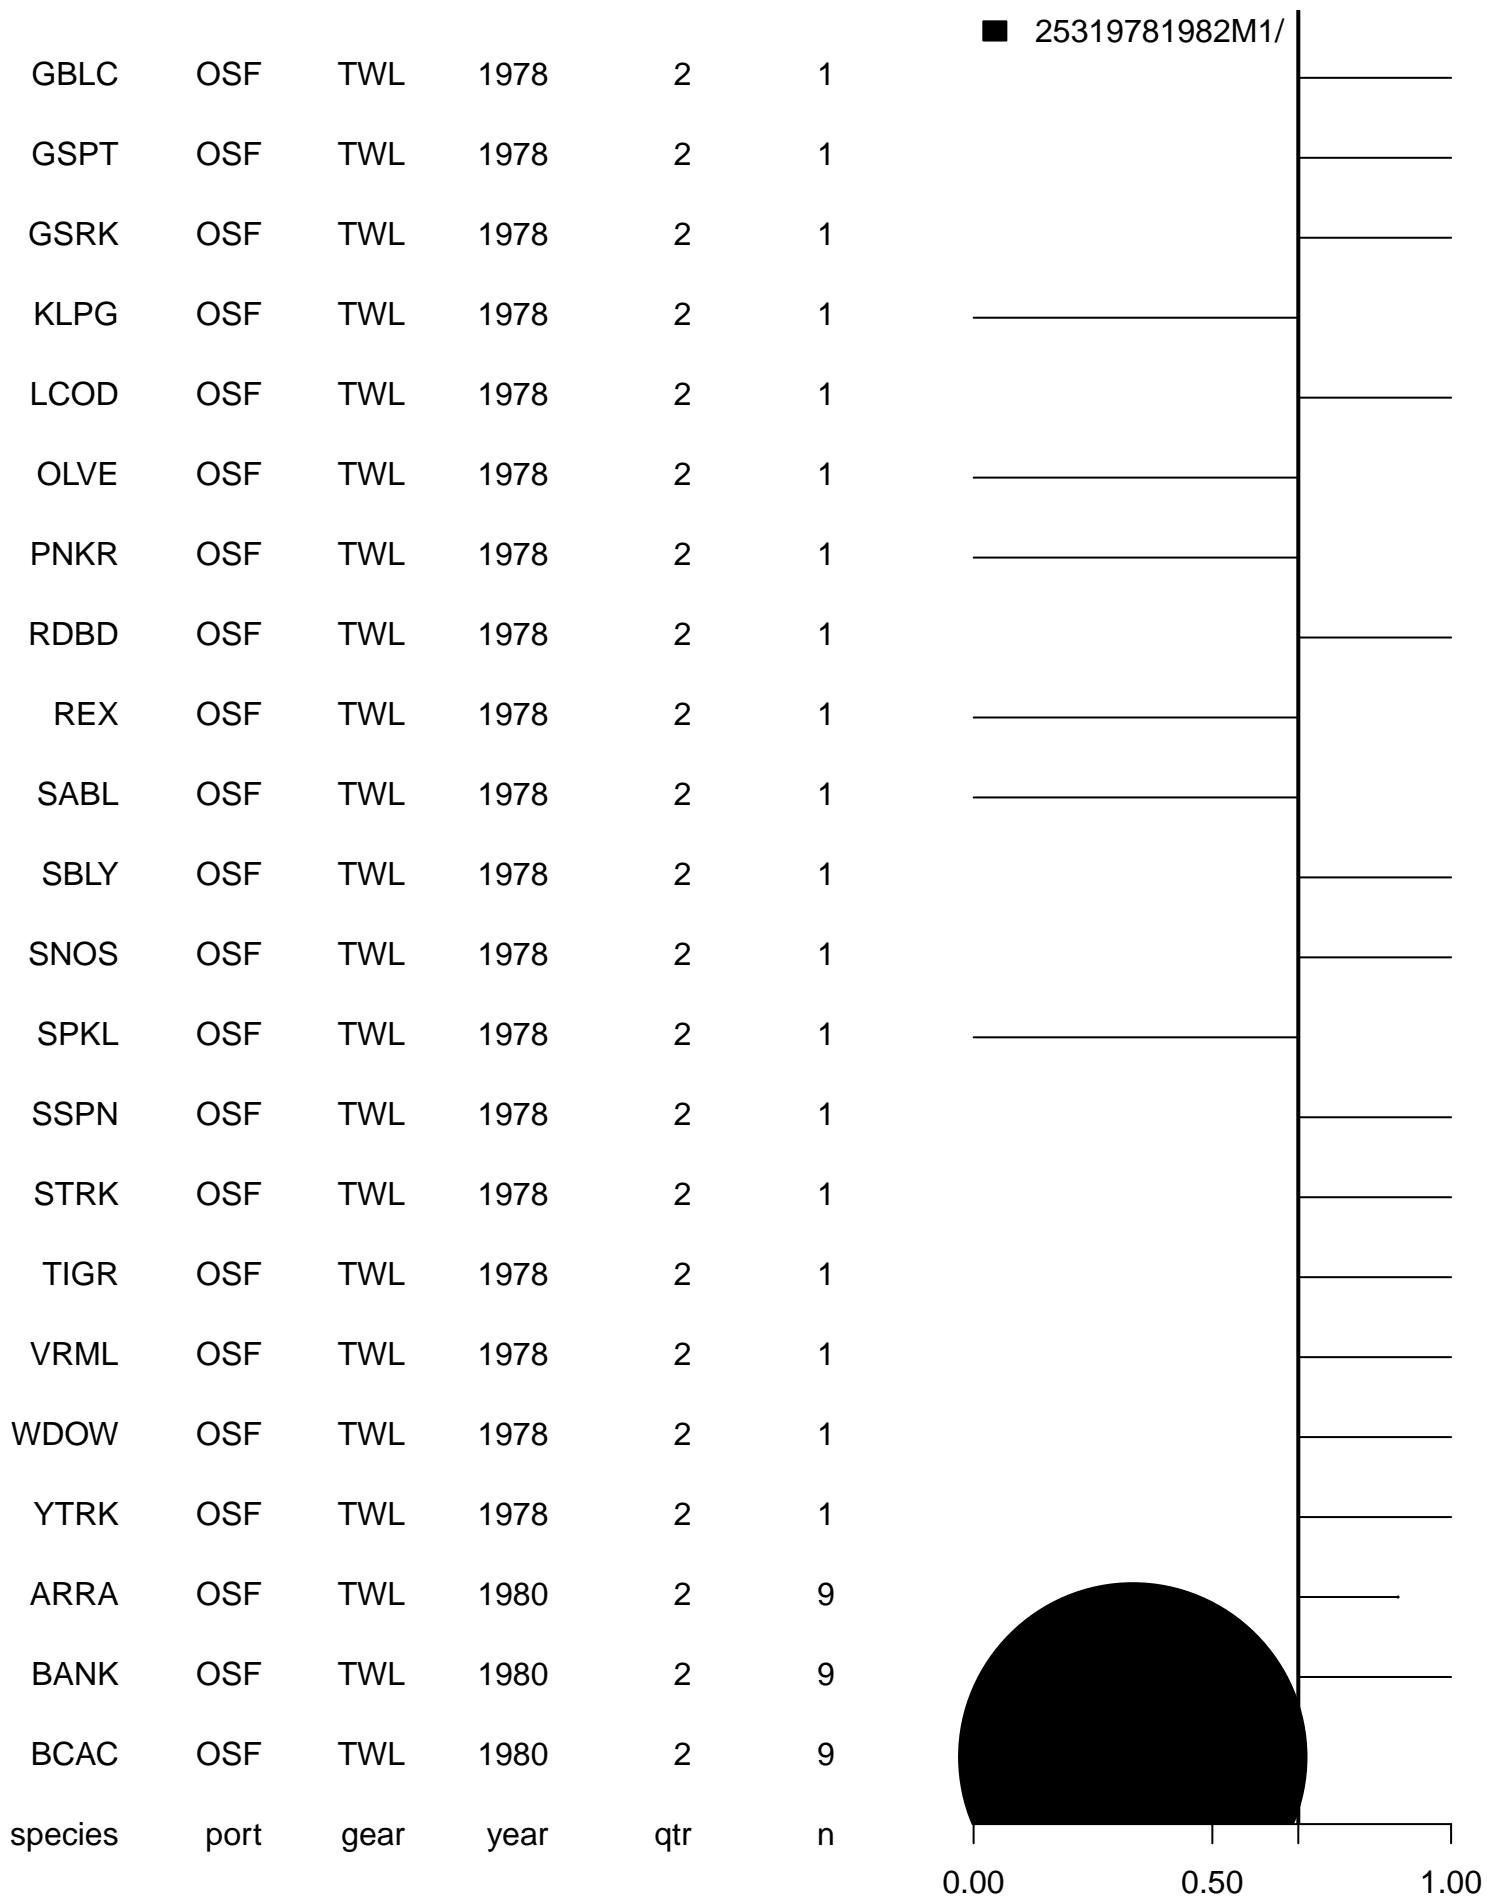 25319781982M1/
GBLC OSF TWL 1978 2 1
GSPT OSF TWL 1978 2 1
GSRK OSF TWL 1978 2 1
KLPG OSF TWL 1978 2 1
LCOD OSF TWL 1978 2 1
OLVE OSF TWL 1978 2 1
PNKR OSF TWL 1978 2 1
RDBD OSF TWL 1978 2 1
REX OSF TWL 1978 2 1
SABL OSF TWL 1978 2 1
SBLY OSF TWL 1978 2 1
SNOS OSF TWL 1978 2 1
SPKL OSF TWL 1978 2 1
SSPN OSF TWL 1978 2 1
STRK OSF TWL 1978 2 1
TIGR OSF TWL 1978 2 1
VRML OSF TWL 1978 2 1
WDOW OSF TWL 1978 2 1
YTRK OSF TWL 1978 2 1
ARRA OSF TWL 1980 2 9
BANK OSF TWL 1980 2 9
BCAC OSF TWL 1980 2 9
species port gear year qtr n
0.00 0.50 1.00